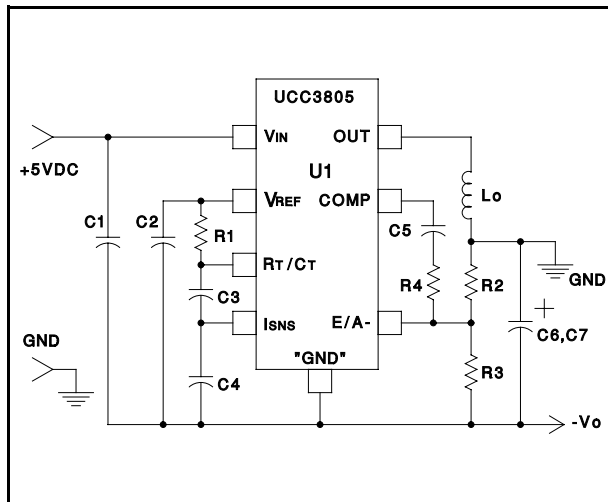 UCC3805
VIN
OUT
+5VDC
U1
C1
C2
VREF
COMP
Lo
R1
C5
RT/CT
R4
R2
GND
C3
ISNS
E/A-
C6,C7
GND
"GND"
C4
R3
-Vo